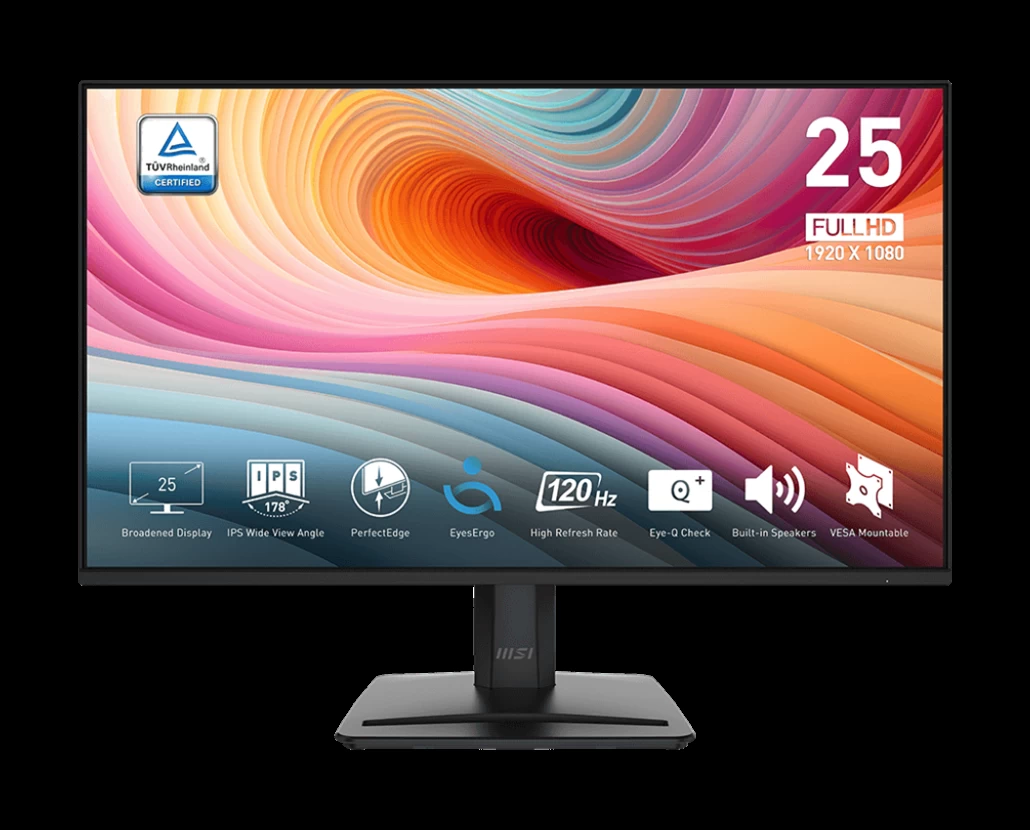 TÜVRheinland®
CERTIFIED
25
FULL HD
1920 X 1080
25
Broadened Display
IPS
178°
IPS Wide View Angle
PerfectEdge
EyesErgo
120Hz
High Refresh Rate
Q+
Eye-Q Check
Built-in Speakers
VESA Mountable
msi